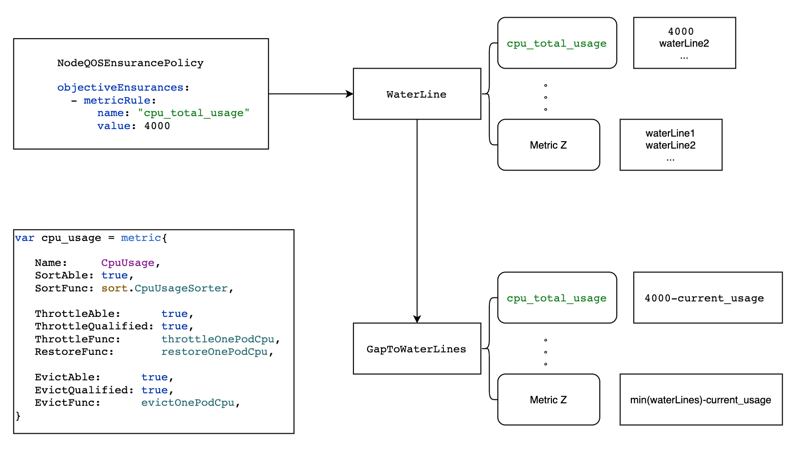 NodeQOSEnsurancePolicy
objectiveEnsurances:
- metricRule:
name: "cpu_total_usage"
value: 4000
WaterLine
cpu_total_usage
4000
waterLine2
...
Metric Z
waterLine1
waterLine2
...
var cpu_usage = metric{
Name: CpuUsage,
SortAble: true,
SortFunc: sort.CpuUsageSorter,
ThrottleAble: true,
ThrottleQualified: true,
ThrottleFunc: throttleOnePodCpu,
RestoreFunc: restoreOnePodCpu,
EvictAble: true,
EvictQualified: true,
EvictFunc: evictOnePodCpu,
}
GapToWaterLines
cpu_total_usage
4000-current_usage
Metric Z
min(waterLines)-current_usage